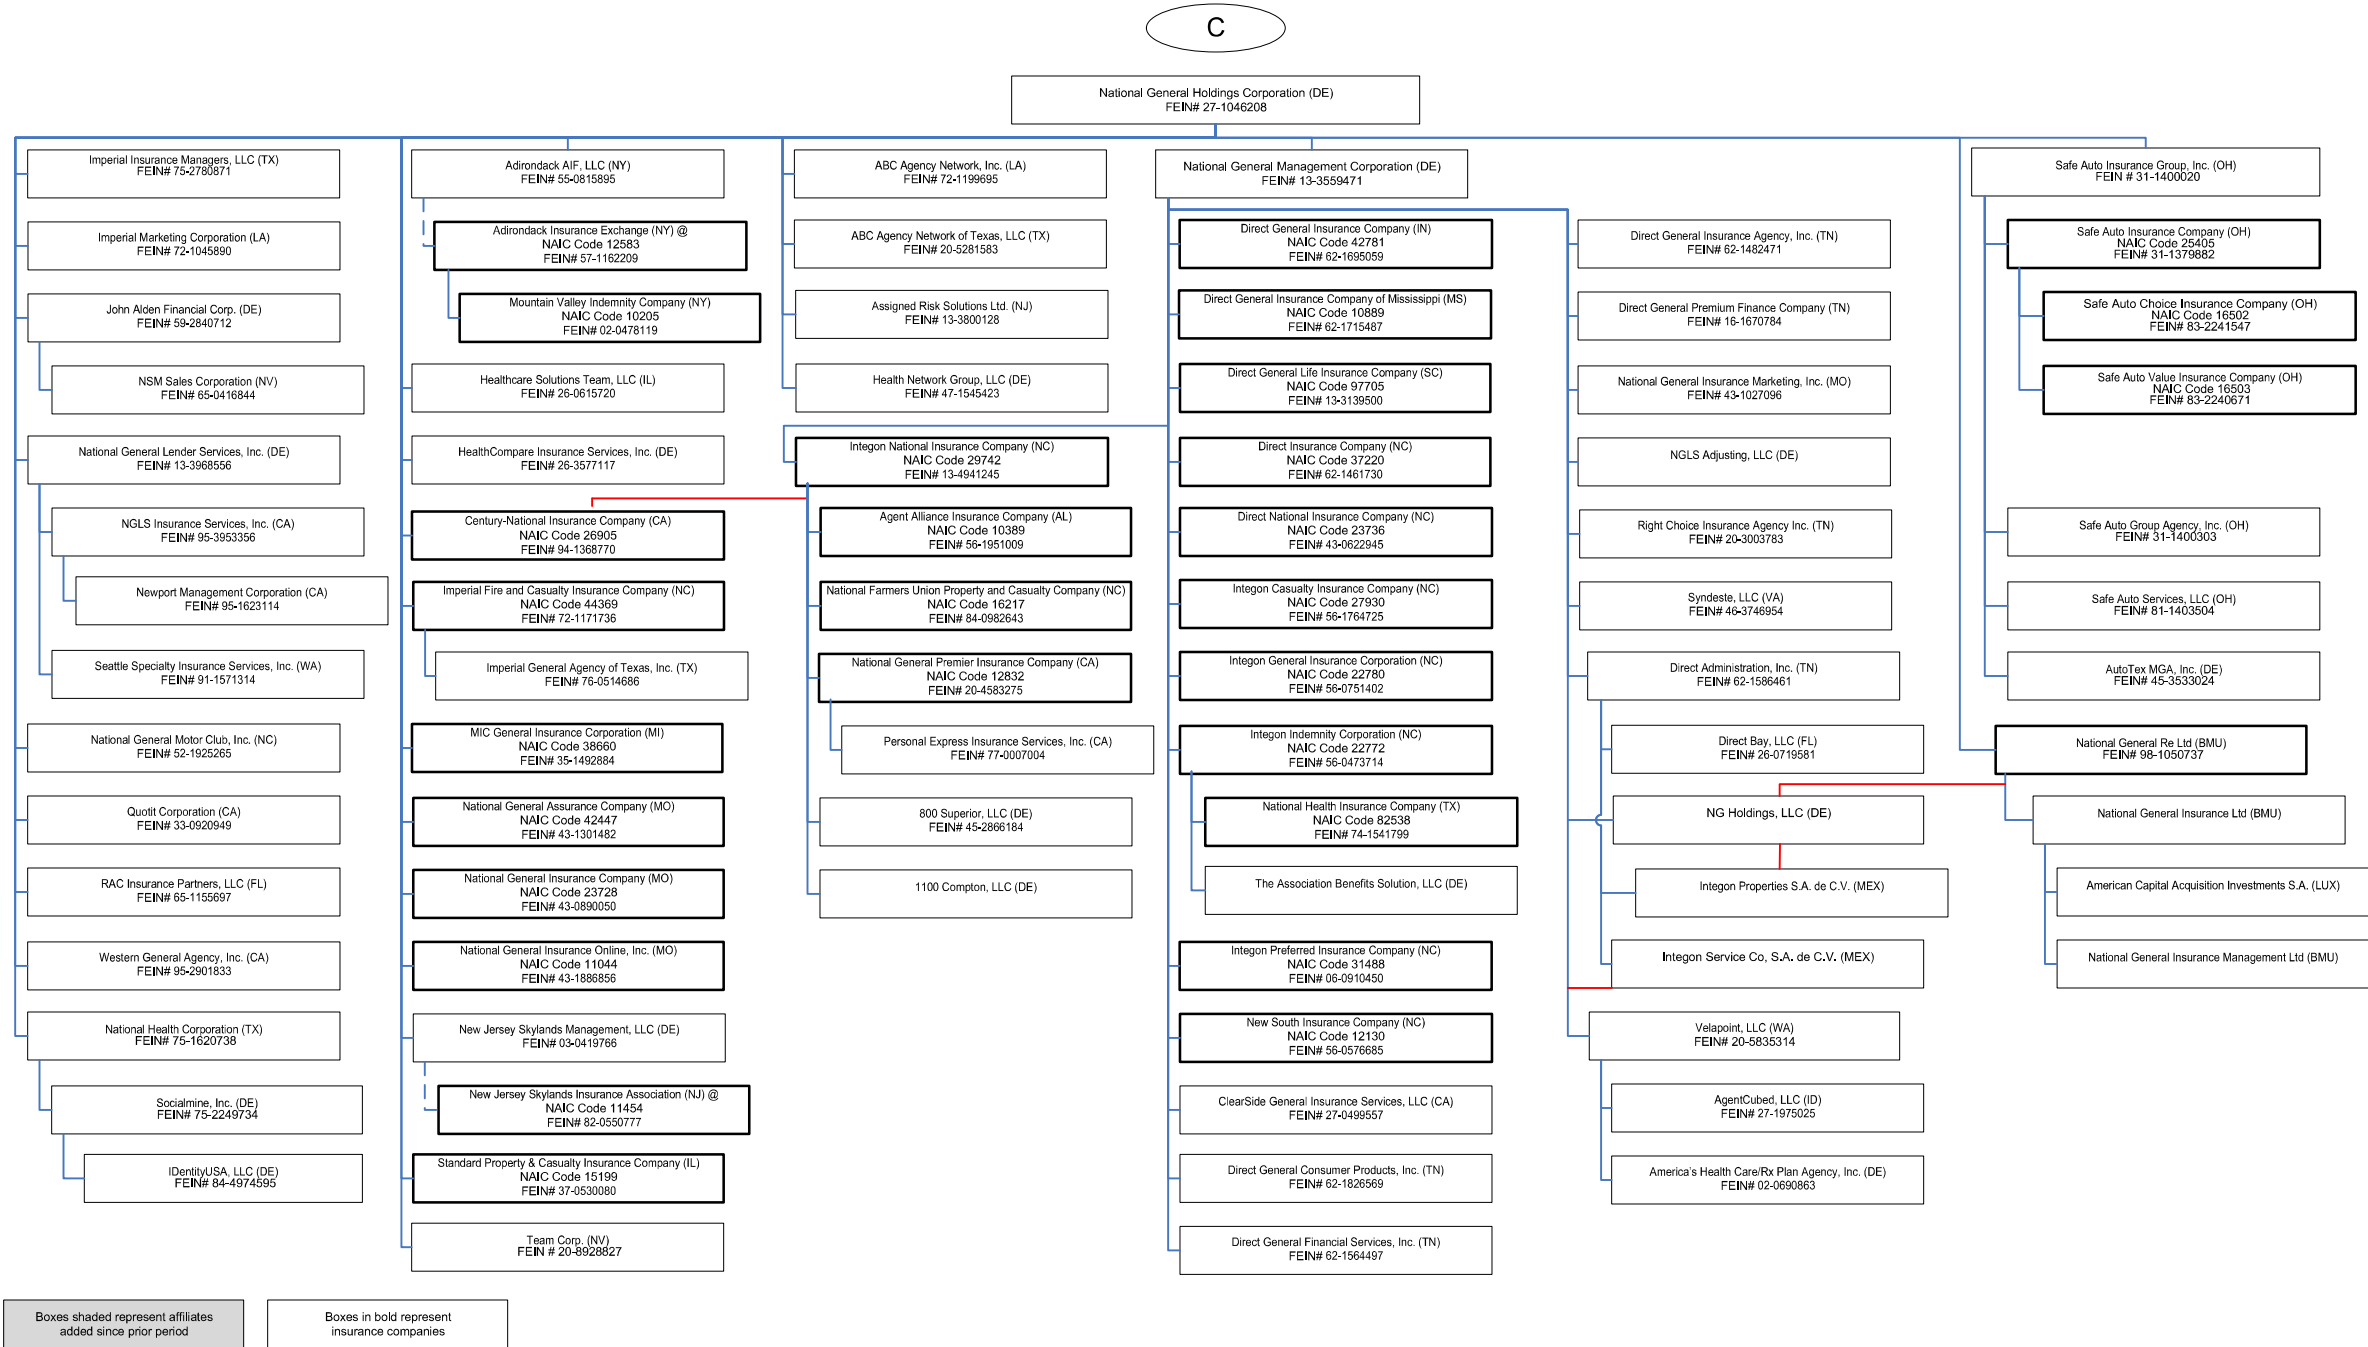 C
National General Holdings Corporation (DE)
FEIN# 27-1046208
Imperial Insurance Managers, LLC (TX)
FEIN# 75-2780871
Imperial Marketing Corporation (LA)
FEIN# 72-1045890
John Alden Financial Corp. (DE)
FEIN# 59-2840712
NSM Sales Corporation (NV)
FEIN# 65-0416844
National General Lender Services, Inc. (DE)
FEIN# 13-3968556
NGLS Insurance Services, Inc. (CA)
FEIN# 95-3953356
Newport Management Corporation (CA)
FEIN# 95-1623114
Seattle Specialty Insurance Services, Inc. (WA)
FEIN# 91-1571314
National General Motor Club, Inc. (NC)
FEIN# 52-1925265
Quotit Corporation (CA)
FEIN# 33-0920949
RAC Insurance Partners, LLC (FL)
FEIN# 65-1155697
Western General Agency, Inc. (CA)
FEIN# 95-2901833
National Health Corporation (TX)
FEIN# 75-1620738
Socialmine, Inc. (DE)
FEIN# 75-2249734
IDentityUSA, LLC (DE)
FEIN# 84-4974595
Adirondack AIF, LLC (NY)
FEIN# 55-0815895
Adirondack Insurance Exchange (NY) @
NAIC Code 12583
FEIN# 57-1162209
Mountain Valley Indemnity Company (NY)
NAIC Code 10205
FEIN# 02-0478119
Healthcare Solutions Team, LLC (IL)
FEIN# 26-0615720
HealthCompare Insurance Services, Inc. (DE)
FEIN# 26-3577117
Century-National Insurance Company (CA)
NAIC Code 26905
FEIN# 94-1368770
Imperial Fire and Casualty Insurance Company (NC)
NAIC Code 44369
FEIN# 72-1171736
Imperial General Agency of Texas, Inc. (TX)
FEIN# 76-0514686
MIC General Insurance Corporation (MI)
NAIC Code 38660
FEIN# 35-1492884
National General Assurance Company (MO)
NAIC Code 42447
FEIN# 43-1301482
National General Insurance Company (MO)
NAIC Code 23728
FEIN# 43-0890050
National General Insurance Online, Inc. (MO)
NAIC Code 11044
FEIN# 43-1886856
New Jersey Skylands Management, LLC (DE)
FEIN# 03-0419766
New Jersey Skylands Insurance Association (NJ) @
NAIC Code 11454
FEIN# 82-0550777
Standard Property & Casualty Insurance Company (IL)
NAIC Code 15199
FEIN# 37-0530080
Team Corp. (NV)
FEIN # 20-8928827
ABC Agency Network, Inc. (LA)
FEIN# 72-1199695
ABC Agency Network of Texas, LLC (TX)
FEIN# 20-5281583
Assigned Risk Solutions Ltd. (NJ)
FEIN# 13-3800128
Health Network Group, LLC (DE)
FEIN# 47-1545423
Integon National Insurance Company (NC)
NAIC Code 29742
FEIN# 13-4941245
Agent Alliance Insurance Company (AL)
NAIC Code 10389
FEIN# 56-1951009
National Farmers Union Property and Casualty Company (NC)
NAIC Code 16217
FEIN# 84-0982643
National General Premier Insurance Company (CA)
NAIC Code 12832
FEIN# 20-4583275
Personal Express Insurance Services, Inc. (CA)
FEIN# 77-0007004
800 Superior, LLC (DE)
FEIN# 45-2866184
1100 Compton, LLC (DE)
National General Management Corporation (DE)
FEIN# 13-3559471
Direct General Insurance Company (IN)
NAIC Code 42781
FEIN# 62-1695059
Direct General Insurance Company of Mississippi (MS)
NAIC Code 10889
FEIN# 62-1715487
Direct General Life Insurance Company (SC)
NAIC Code 97705
FEIN# 13-3139500
Direct Insurance Company (NC)
NAIC Code 37220
FEIN# 62-1461730
Direct National Insurance Company (NC)
NAIC Code 23736
FEIN# 43-0622945
Integon Casualty Insurance Company (NC)
NAIC Code 27930
FEIN# 56-1764725
Integon General Insurance Corporation (NC)
NAIC Code 22780
FEIN# 56-0751402
Integon Indemnity Corporation (NC)
NAIC Code 22772
FEIN# 56-0473714
National Health Insurance Company (TX)
NAIC Code 82538
FEIN# 74-1541799
The Association Benefits Solution, LLC (DE)
Integon Preferred Insurance Company (NC)
NAIC Code 31488
FEIN# 06-0910450
New South Insurance Company (NC)
NAIC Code 12130
FEIN# 56-0576685
ClearSide General Insurance Services, LLC (CA)
FEIN# 27-0499557
Direct General Consumer Products, Inc. (TN)
FEIN# 62-1826569
Direct General Financial Services, Inc. (TN)
FEIN# 62-1564497
Direct General Insurance Agency, Inc. (TN)
FEIN# 62-1482471
Direct General Premium Finance Company (TN)
FEIN# 16-1670784
National General Insurance Marketing, Inc. (MO)
FEIN# 43-1027096
NGLS Adjusting, LLC (DE)
Right Choice Insurance Agency Inc. (TN)
FEIN# 20-3003783
Syndeste, LLC (VA)
FEIN# 46-3746954
Direct Administration, Inc. (TN)
FEIN# 62-1586461
Direct Bay, LLC (FL)
FEIN# 26-0719581
NG Holdings, LLC (DE)
Integon Properties S.A. de C.V. (MEX)
Integon Service Co, S.A. de C.V. (MEX)
Velapoint, LLC (WA)
FEIN# 20-5835314
AgentCubed, LLC (ID)
FEIN# 27-1975025
America's Health Care/Rx Plan Agency, Inc. (DE)
FEIN# 02-0690863
Safe Auto Insurance Group, Inc. (OH)
FEIN # 31-1400020
Safe Auto Insurance Company (OH)
NAIC Code 25405
FEIN# 31-1379882
Safe Auto Choice Insurance Company (OH)
NAIC Code 16502
FEIN# 83-2241547
Safe Auto Value Insurance Company (OH)
NAIC Code 16503
FEIN# 83-2240671
Safe Auto Group Agency, Inc. (OH)
FEIN# 31-1400303
Safe Auto Services, LLC (OH)
FEIN# 81-1403504
AutoTex MGA, Inc. (DE)
FEIN# 45-3533024
National General Re Ltd (BMU)
FEIN# 98-1050737
National General Insurance Ltd (BMU)
American Capital Acquisition Investments S.A. (LUX)
National General Insurance Management Ltd (BMU)
Boxes shaded represent affiliates
added since prior period
Boxes in bold represent
insurance companies